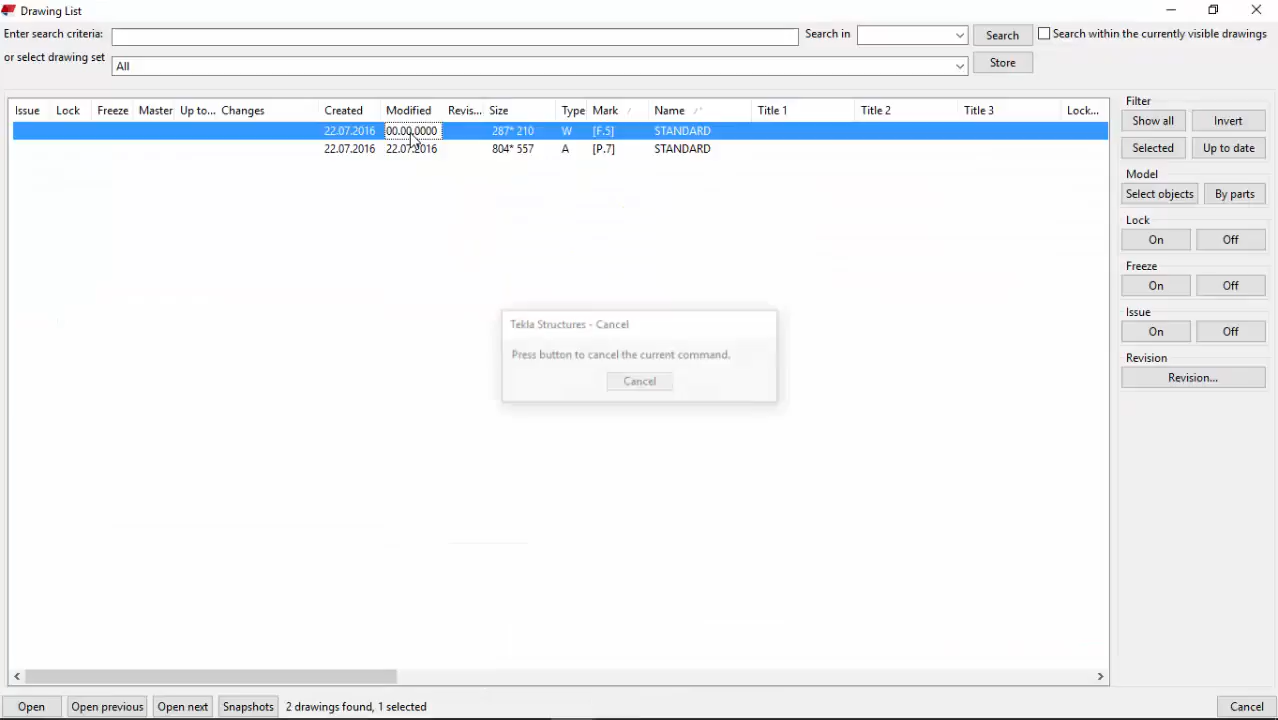 Drawing List
Enter search criteria: Search in Search Search within the currently visible drawings
or select drawing set All Store
Issue Lock Freeze Master Up to... Changes Created Modified Revis... Size Type Mark Name Title 1 Title 2 Title 3 Lock...
22.07.2016 00.00.0000 287* 210 W [F.5] STANDARD
22.07.2016 22.07.2016 804* 557 A [P.7] STANDARD
Filter
Show all Invert
Selected Up to date
Model
Select objects By parts
Lock
On Off
Freeze
On Off
Issue
On Off
Revision
Revision...
Tekla Structures - Cancel
Press button to cancel the current command.
Cancel
Open Open previous Open next Snapshots 2 drawings found, 1 selected Cancel